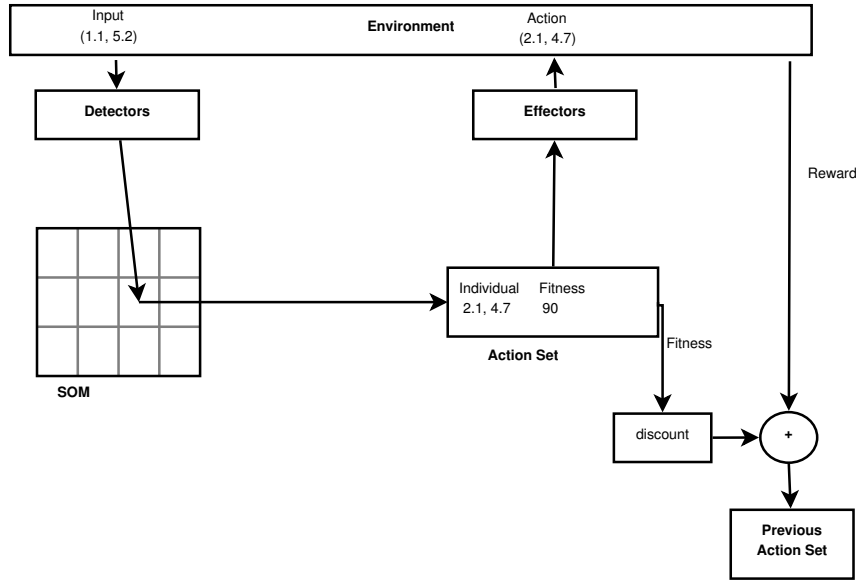 Input
(1.1, 5.2)
Environment
Action
(2.1, 4.7)
Detectors
Effectors
Reward
Individual Fitness
2.1, 4.7 90
Action Set
Fitness
SOM
discount
+
Previous
Action Set